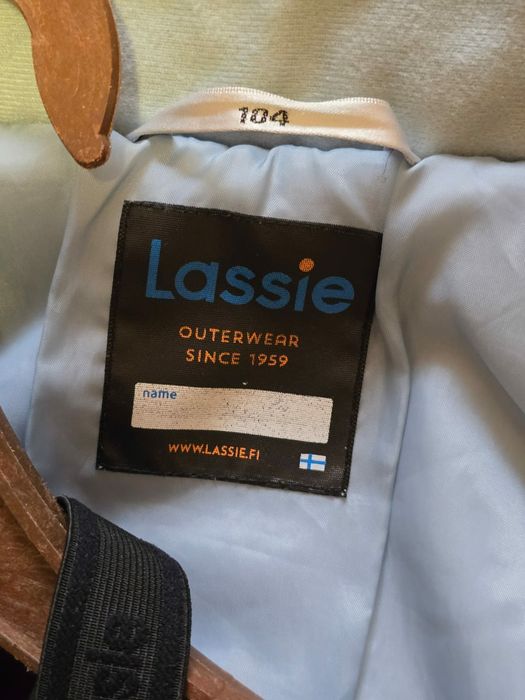 104
Lassie
OUTERWEAR
SINCE 1959
name
WWW.LASSIE.FI